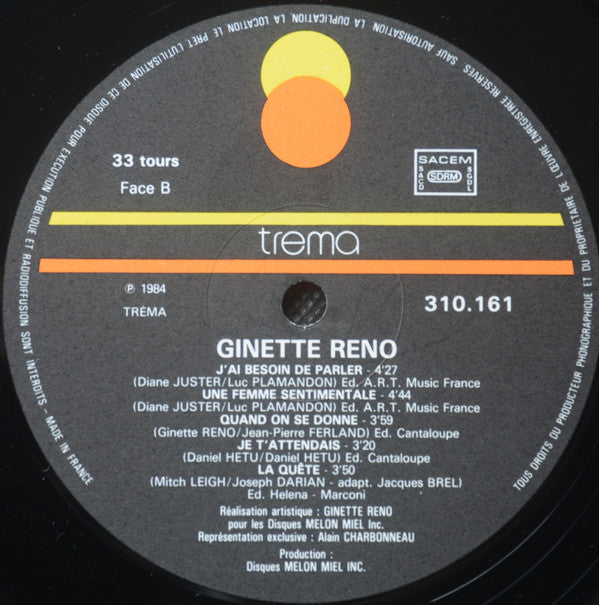 TOUS DROITS DU PRODUCTEUR PHONOGRAPHIQUE ET DU PROPRIETAIRE DE L'ŒUVRE ENREGISTREE RESERVES SAUF AUTORISATION LA DUPLICATION, LA LOCATION LE PRET L'UTILISATION DE CE DISQUE POUR EXECUTION PUBLIQUE ET RADIODIFFUSION SONT INTERDITS - MADE IN FRANCE
33 tours
Face B
SACEM
SACD SDRM SGDL
trema
℗ 1984
TRÉMA
310.161
GINETTE RENO
J'AI BESOIN DE PARLER - 4'27
(Diane JUSTER/Luc PLAMANDON) Ed. A.R.T. Music France
UNE FEMME SENTIMENTALE - 4'44
(Diane JUSTER/Luc PLAMANDON) Ed. A.R.T. Music France
QUAND ON SE DONNE - 3'59
(Ginette RENO/Jean-Pierre FERLAND) Ed. Cantaloupe
JE T'ATTENDAIS - 3'20
(Daniel HETU/Daniel HETU) Ed. Cantaloupe
LA QUÊTE - 3'50
(Mitch LEIGH/Joseph DARIAN - adapt. Jacques BREL)
Ed. Helena - Marconi
Réalisation artistique : GINETTE RENO
pour les Disques MELON MIEL Inc.
Représentation exclusive : Alain CHARBONNEAU
Production :
Disques MELON MIEL INC.